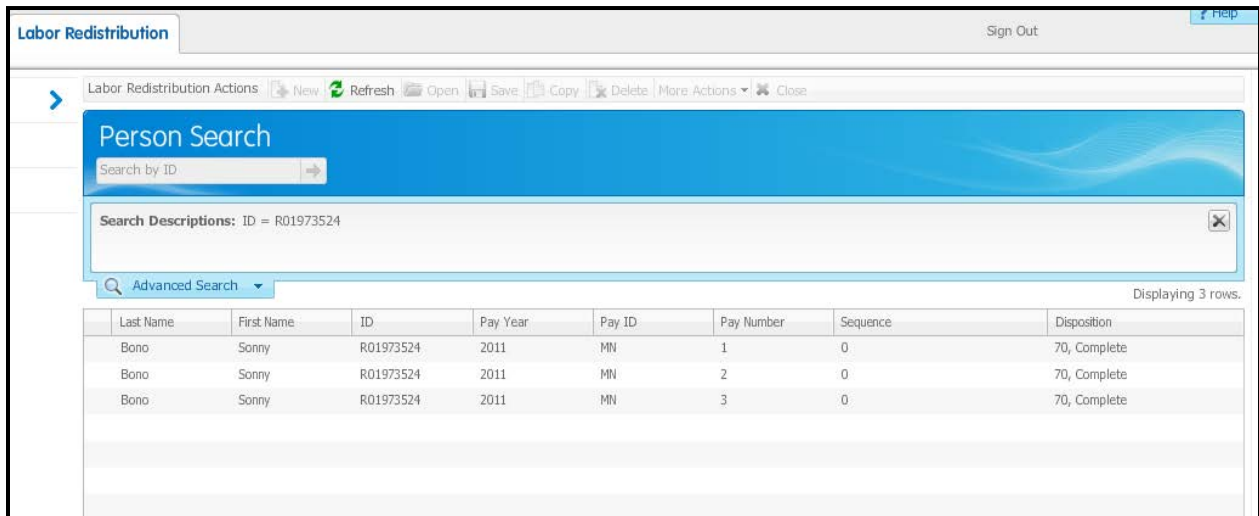 ? Help
Labor Redistribution
Sign Out
Labor Redistribution Actions New Refresh Open Save Copy Delete More Actions Close
Person Search
Search by ID
Search Descriptions: ID = R01973524
Advanced Search
Displaying 3 rows.
Last Name First Name ID Pay Year Pay ID Pay Number Sequence Disposition
Bono Sonny R01973524 2011 MN 1 0 70, Complete
Bono Sonny R01973524 2011 MN 2 0 70, Complete
Bono Sonny R01973524 2011 MN 3 0 70, Complete